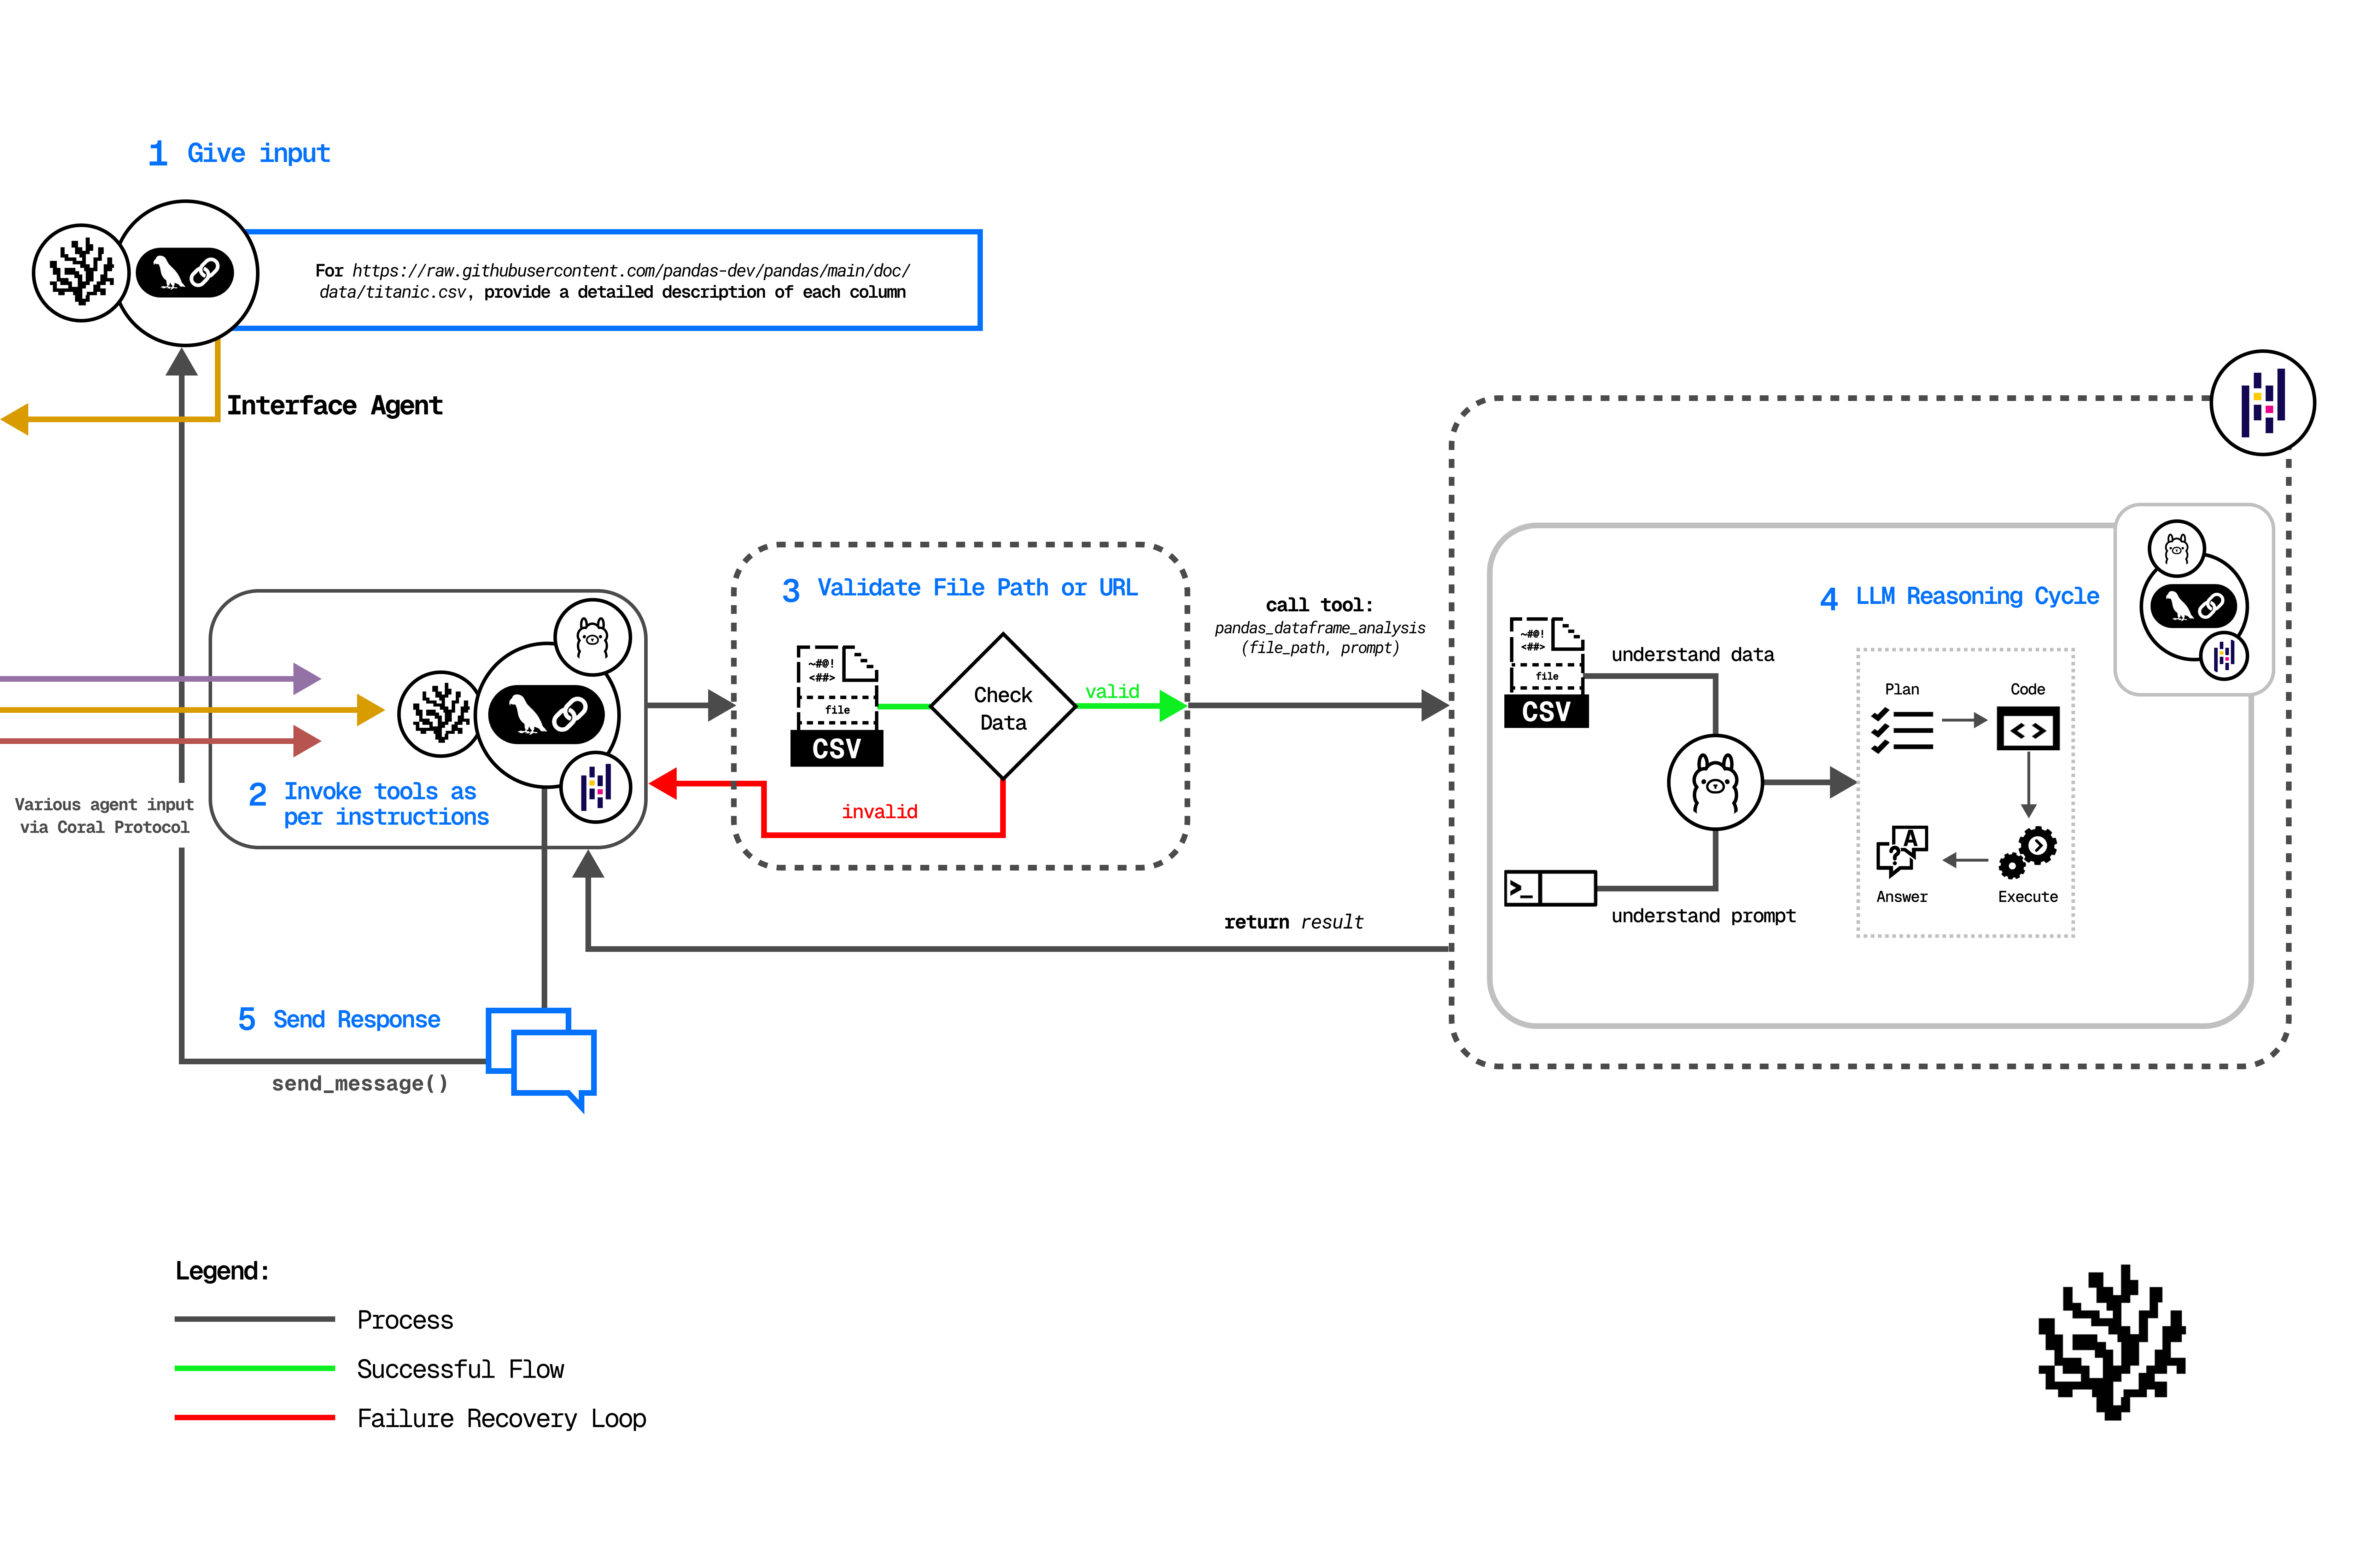 1 Give input
For https://raw.githubusercontent.com/pandas-dev/pandas/main/doc/
data/titanic.csv, provide a detailed description of each column
Interface Agent
Various agent input
via Coral Protocol
2 Invoke tools as
per instructions
3 Validate File Path or URL
~#@!
<##>
file
CSV
Check
Data
valid
invalid
call tool:
pandas_dataframe_analysis
(file_path, prompt)
return result
4 LLM Reasoning Cycle
~#@!
<##>
file
CSV
understand data
>_
understand prompt
Plan
Code
< >
A
?
Answer
Execute
5 Send Response
send_message()
Legend:
Process
Successful Flow
Failure Recovery Loop